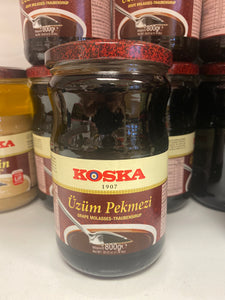 KOSKA
1907
Üzüm Pekmezi
GRAPE MOLASSES-TRAUBENSIRUP
800g